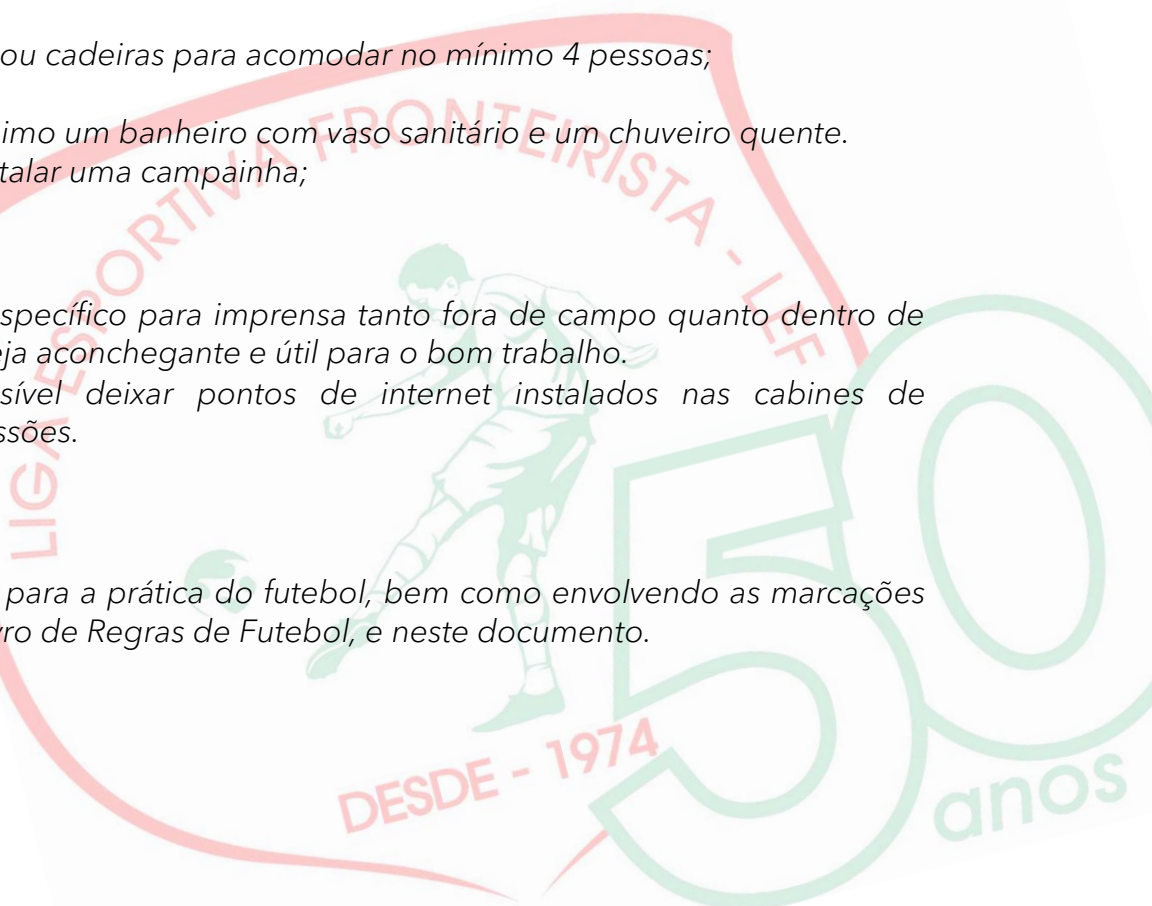 ou cadeiras para acomodar no mínimo 4 pessoas;
imo um banheiro com vaso sanitário e um chuveiro quente.
talar uma campainha;
specífico para imprensa tanto fora de campo quanto dentro de
eja aconchegante e útil para o bom trabalho.
sível deixar pontos de internet instalados nas cabines de
ssões.
para a prática do futebol, bem como envolvendo as marcações
vro de Regras de Futebol, e neste documento.
LIGA ESPORTIVA FRONTEIRISTA - LEF
DESDE - 1974
50
anos